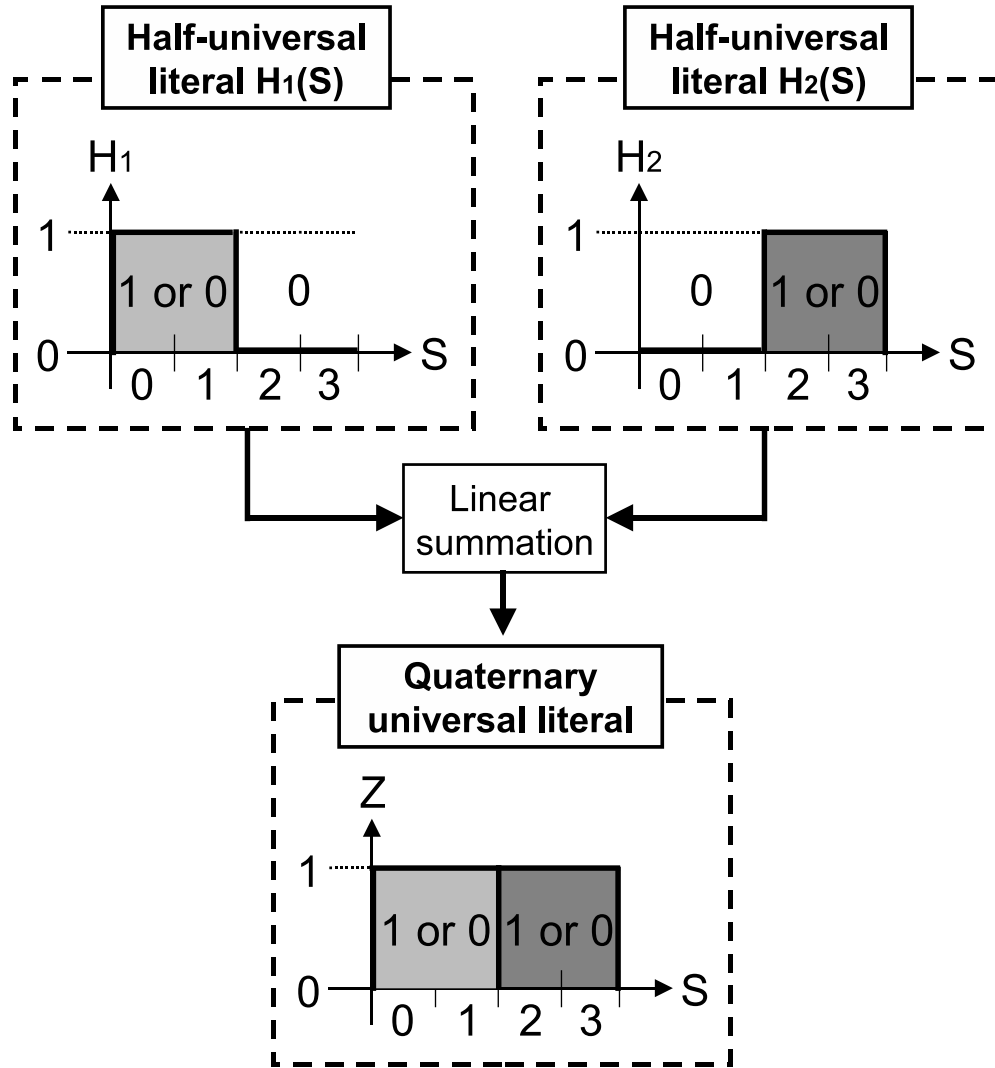 Half-universal
literal H1(S)
Half-universal
literal H2(S)
H1
1
1 or 0
0
0
S
0 1 2 3
H2
1
0
1 or 0
0
S
0 1 2 3
Linear
summation
Quaternary
universal literal
Z
1
1 or 0
1 or 0
0
S
0 1 2 3